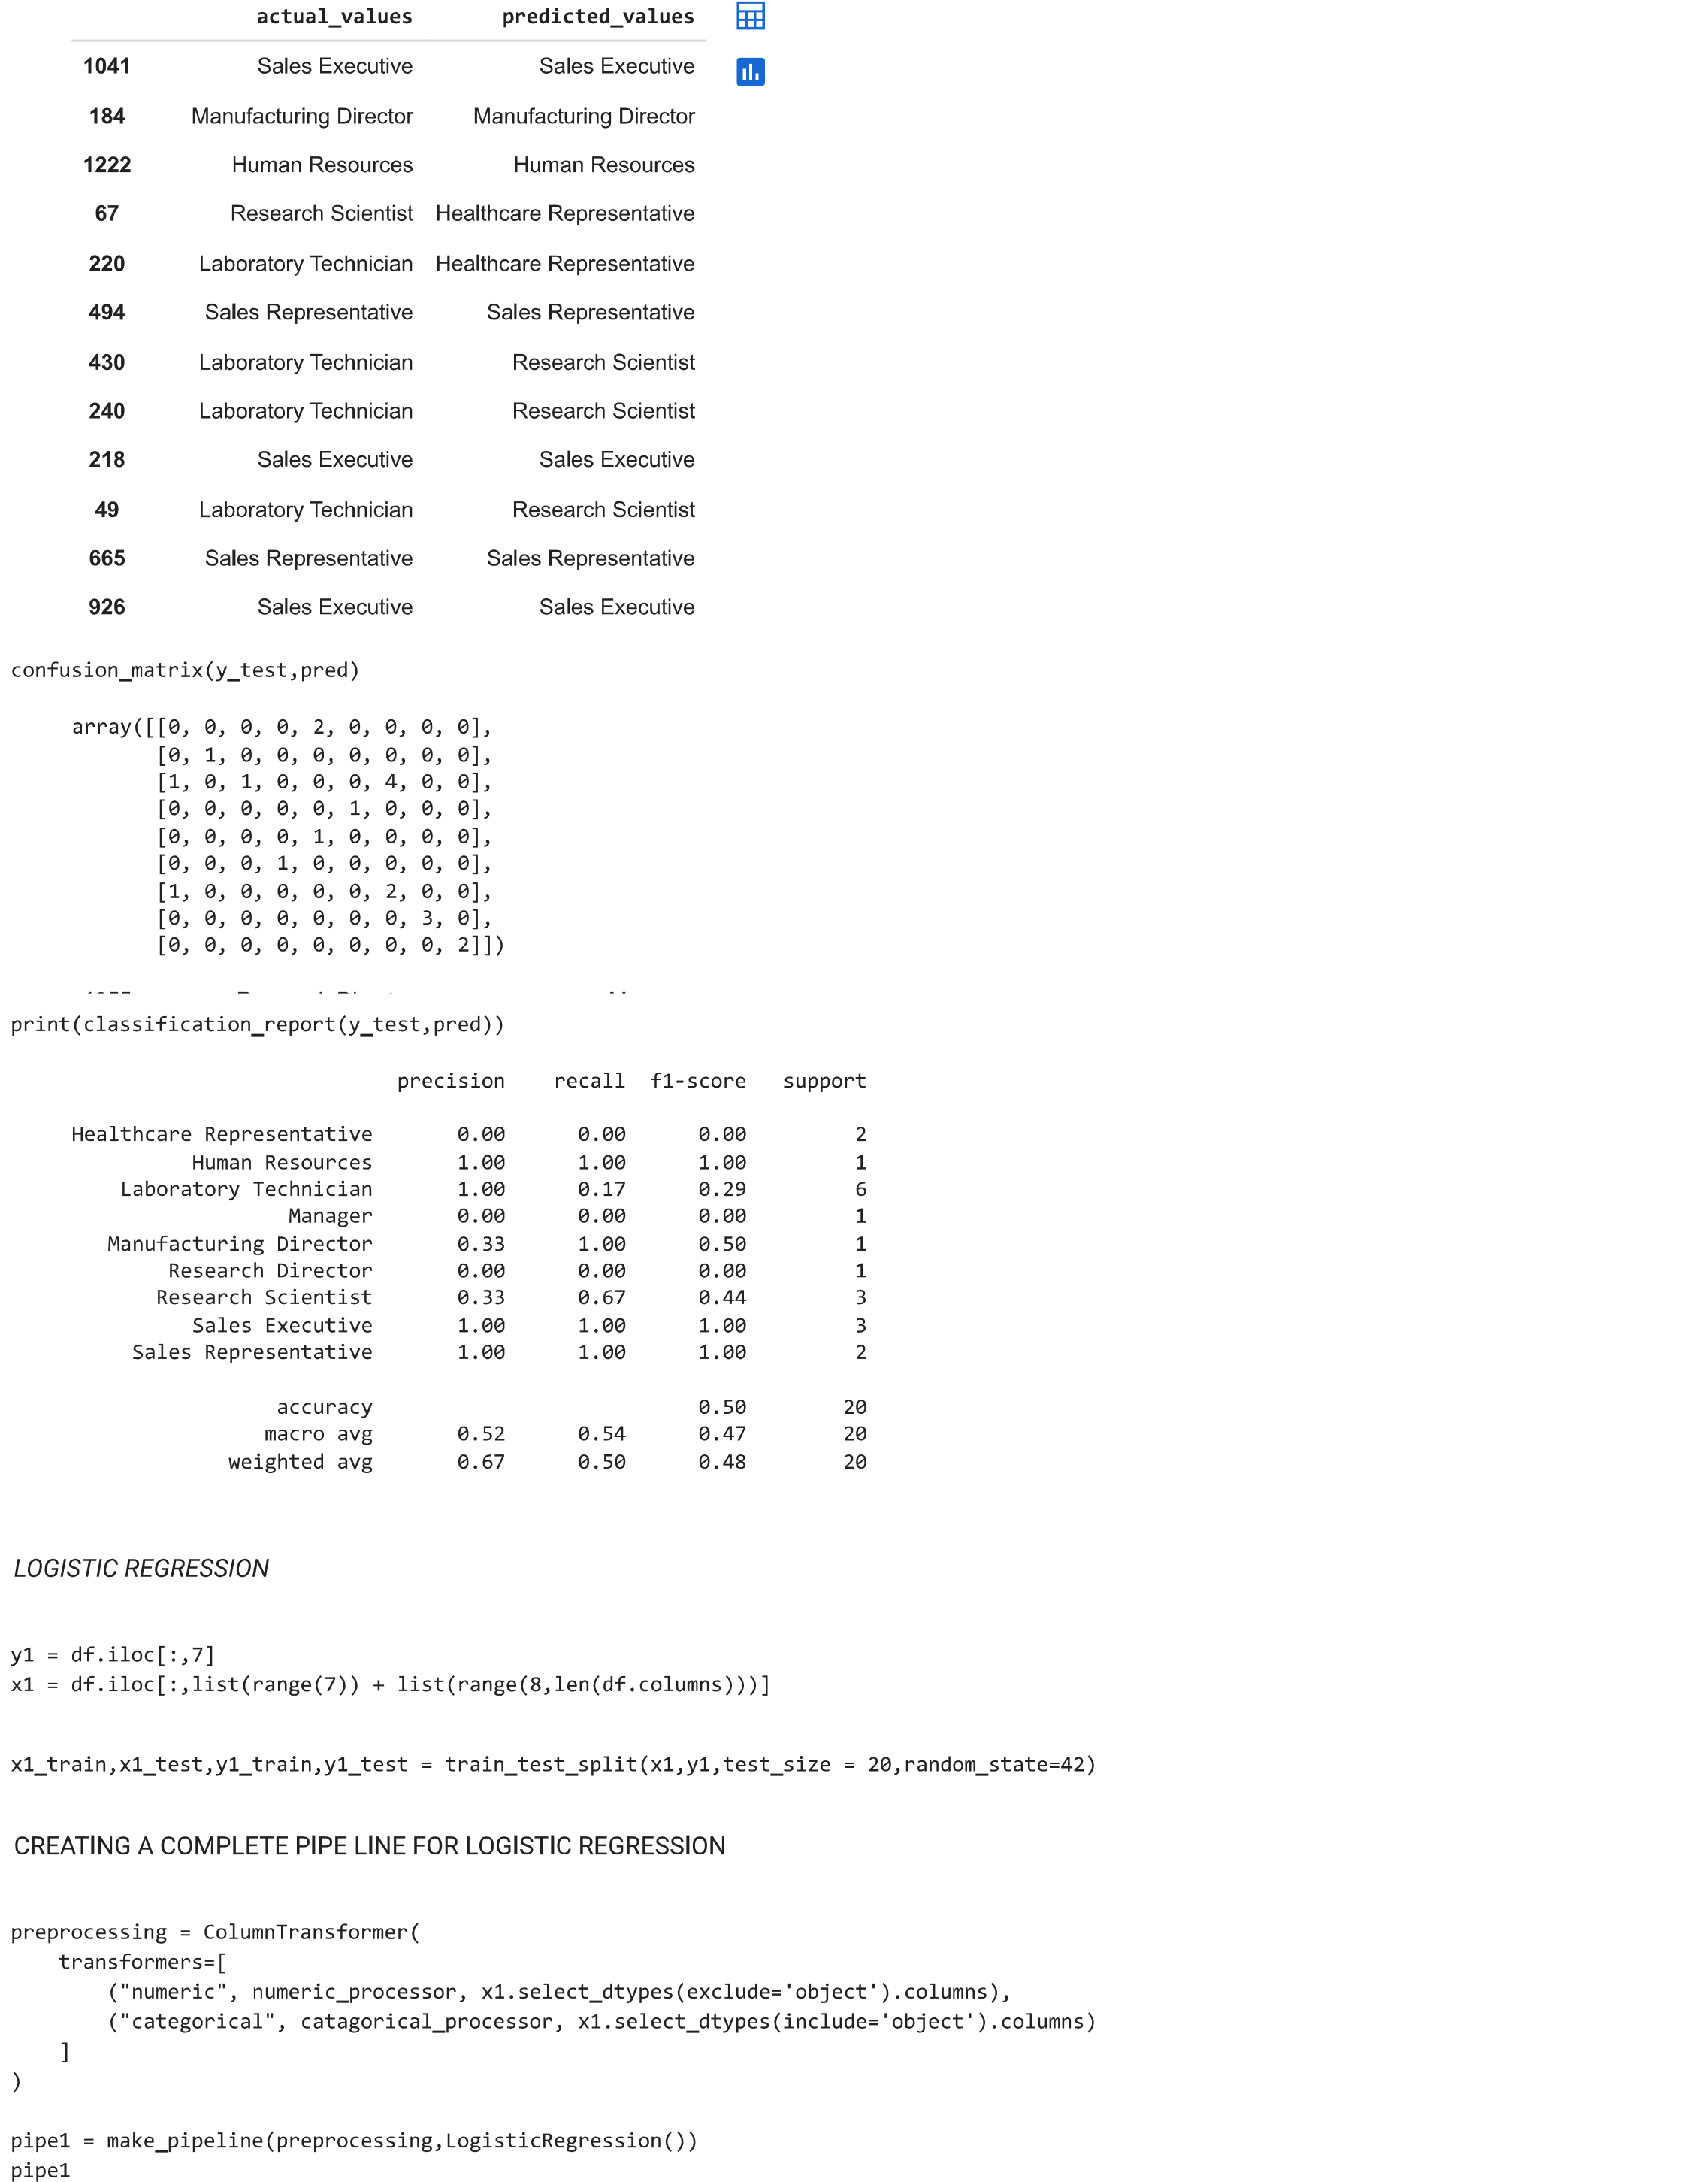 actual_values predicted_values
1041 Sales Executive Sales Executive
184 Manufacturing Director Manufacturing Director
1222 Human Resources Human Resources
67 Research Scientist Healthcare Representative
220 Laboratory Technician Healthcare Representative
494 Sales Representative Sales Representative
430 Laboratory Technician Research Scientist
240 Laboratory Technician Research Scientist
218 Sales Executive Sales Executive
49 Laboratory Technician Research Scientist
665 Sales Representative Sales Representative
926 Sales Executive Sales Executive
confusion_matrix(y_test,pred)
array([[0, 0, 0, 0, 2, 0, 0, 0, 0],
[0, 1, 0, 0, 0, 0, 0, 0, 0],
[1, 0, 1, 0, 0, 0, 4, 0, 0],
[0, 0, 0, 0, 0, 1, 0, 0, 0],
[0, 0, 0, 0, 1, 0, 0, 0, 0],
[0, 0, 0, 1, 0, 0, 0, 0, 0],
[1, 0, 0, 0, 0, 0, 2, 0, 0],
[0, 0, 0, 0, 0, 0, 0, 3, 0],
[0, 0, 0, 0, 0, 0, 0, 0, 2]])
print(classification_report(y_test,pred))
precision recall f1-score support
Healthcare Representative 0.00 0.00 0.00 2
Human Resources 1.00 1.00 1.00 1
Laboratory Technician 1.00 0.17 0.29 6
Manager 0.00 0.00 0.00 1
Manufacturing Director 0.33 1.00 0.50 1
Research Director 0.00 0.00 0.00 1
Research Scientist 0.33 0.67 0.44 3
Sales Executive 1.00 1.00 1.00 3
Sales Representative 1.00 1.00 1.00 2
accuracy 0.50 20
macro avg 0.52 0.54 0.47 20
weighted avg 0.67 0.50 0.48 20
LOGISTIC REGRESSION
y1 = df.iloc[:,7]
x1 = df.iloc[:,list(range(7)) + list(range(8,len(df.columns)))]
x1_train,x1_test,y1_train,y1_test = train_test_split(x1,y1,test_size = 20,random_state=42)
CREATING A COMPLETE PIPE LINE FOR LOGISTIC REGRESSION
preprocessing = ColumnTransformer(
transformers=[
("numeric", numeric_processor, x1.select_dtypes(exclude='object').columns),
("categorical", catagorical_processor, x1.select_dtypes(include='object').columns)
]
)
pipe1 = make_pipeline(preprocessing,LogisticRegression())
pipe1